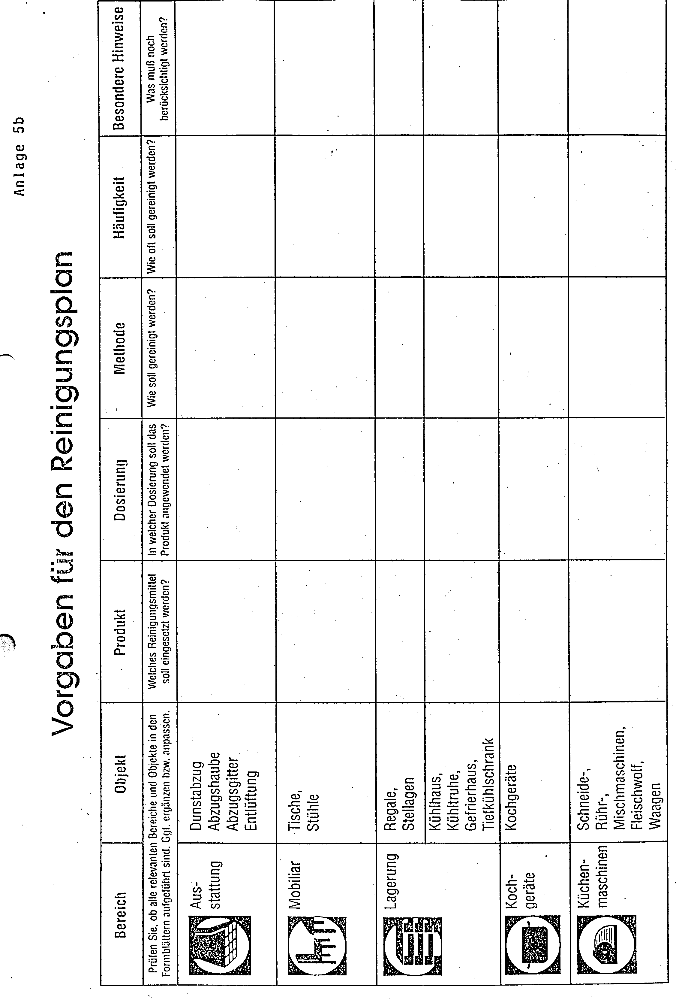 Anlage 5b
Vorgaben für den Reinigungsplan
Bereich
Objekt
Produkt
Dosierung
Methode
Häufigkeit
Besondere Hinweise
Prüfen Sie, ob alle relevanten Bereiche und Objekte in den
Formblättern aufgeführt sind. Ggf. ergänzen bzw. anpassen.
Welches Reinigungsmittel
soll eingesetzt werden?
In welcher Dosierung soll das
Produkt angewendet werden?
Wie soll gereinigt werden?
Wie oft soll gereinigt werden?
Was muß noch
berücksichtigt werden?
Aus-
stattung
Dunstabzug
Abzugshaube
Abzugsgitter
Entlüftung
Mobiliar
Tische,
Stühle
Lagerung
Regale,
Stellagen
Kühlhaus,
Kühltruhe,
Gefrierhaus,
Tiefkühlschrank
Koch-
geräte
Kochgeräte
Küchen-
maschinen
Schneide-,
Rühr-,
Mischmaschinen,
Fleischwolf,
Waagen